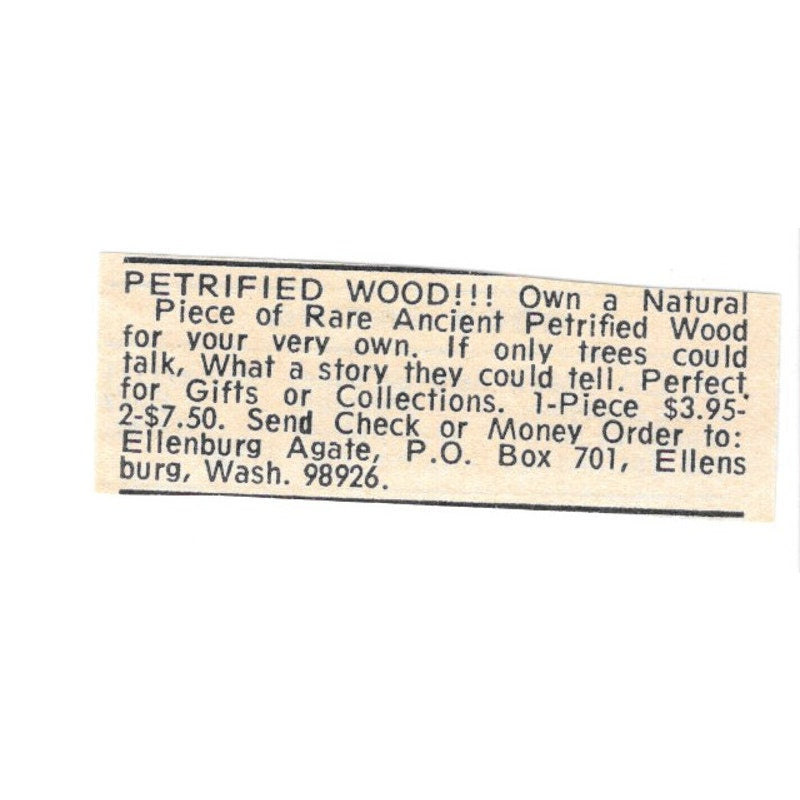 PETRIFIED WOOD!!! Own a Natural
Piece of Rare Ancient Petrified Wood
for your very own. If only trees could
talk, What a story they could tell. Perfect
for Gifts or Collections. 1-Piece $3.95-
2-$7.50. Send Check or Money Order to:
Ellenburg Agate, P.O. Box 701, Ellens
burg, Wash. 98926.